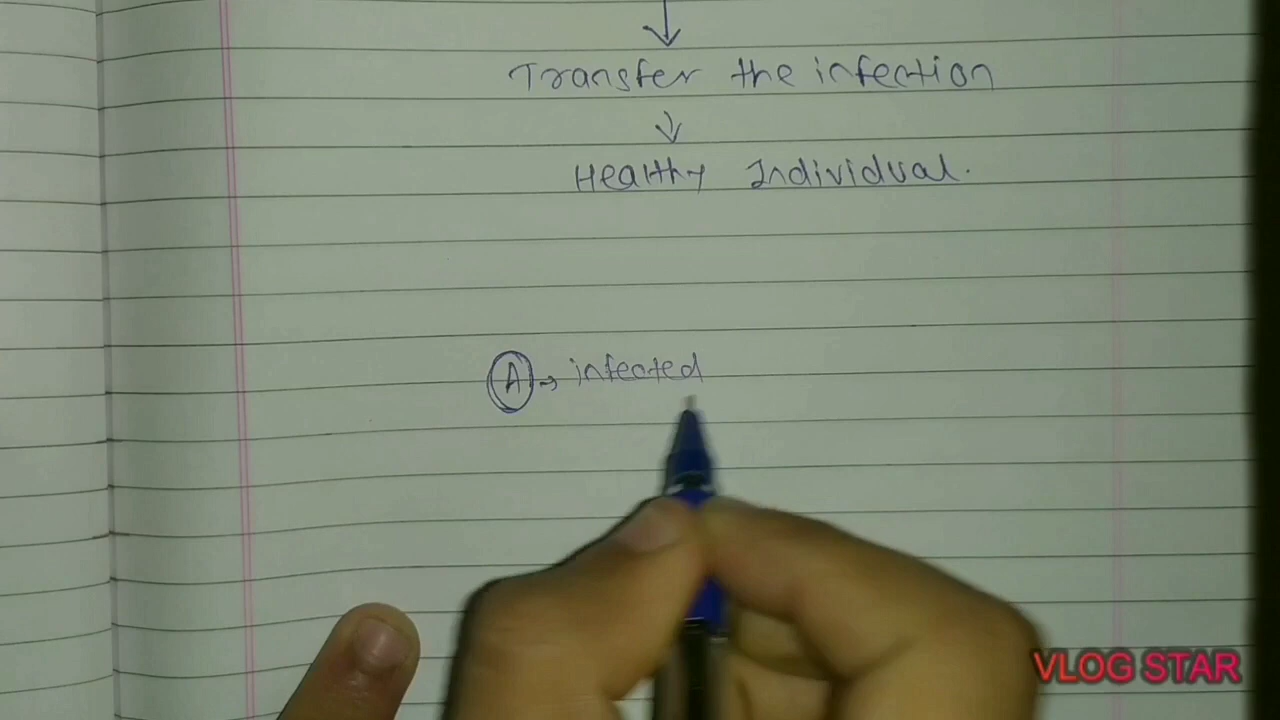 Transfer the infection
Healthy Individual.
A → infected
VLOG STAR